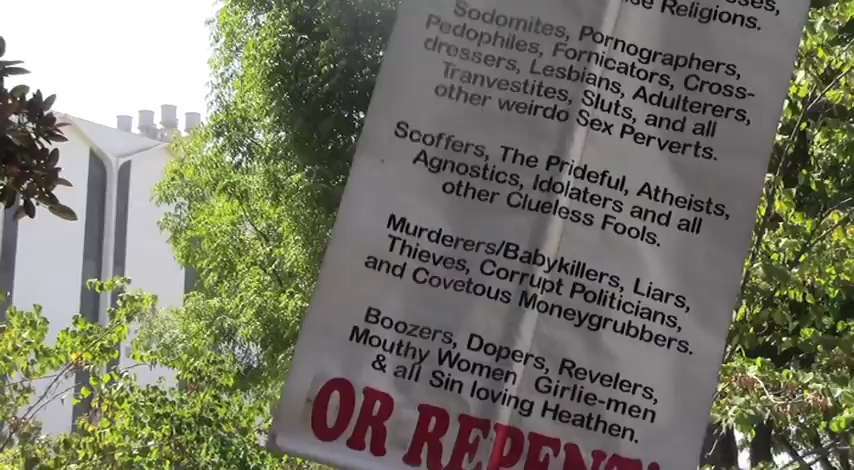 Religions.
Sodomites, Pornographers,
Pedophiles, Fornicators, Cross-
dressers, Lesbians, Adulterers,
Tranvestites, Sluts, and all
other weirdo Sex Perverts.
Scoffers, The Prideful, Atheists,
Agnostics, Idolaters and all
other Clueless Fools.
Murderers/Babykillers, Liars,
Thieves, Corrupt Politicians,
and Covetous Moneygrubbers.
Boozers, Dopers, Revelers,
Mouthy Women, Girlie-men
& all Sin loving Heathen.
OR REPENT